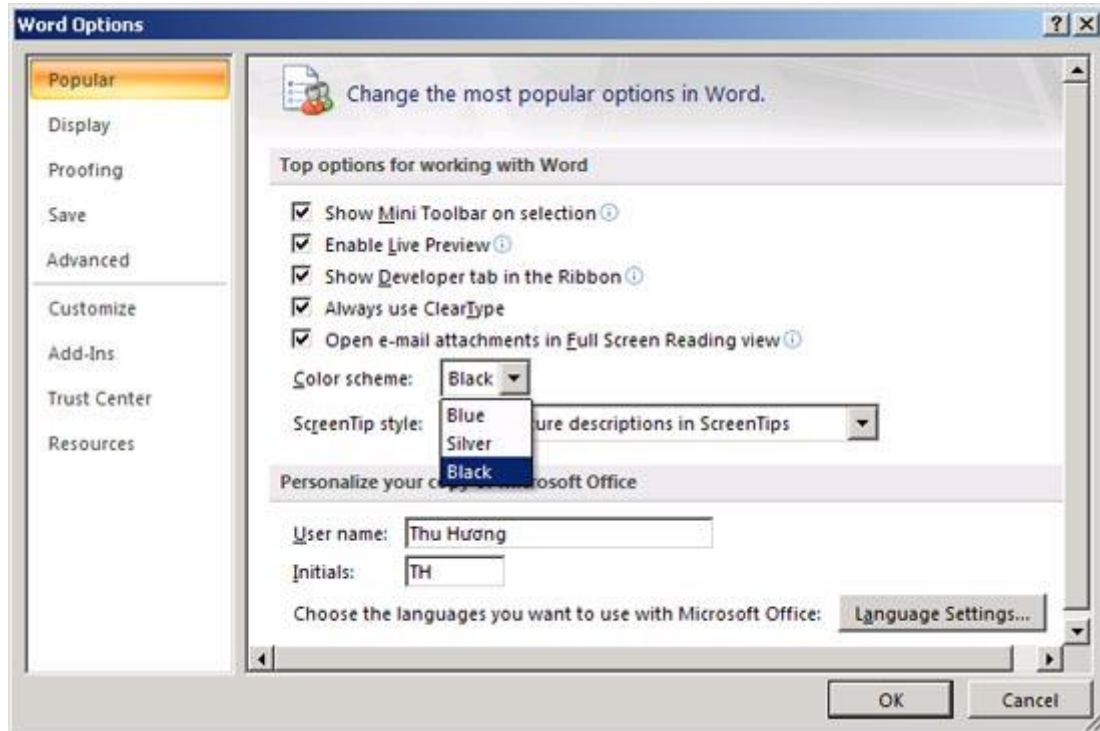 Word Options
Popular
Display
Proofing
Save
Advanced
Customize
Add-Ins
Trust Center
Resources
Change the most popular options in Word.
Top options for working with Word
Show Mini Toolbar on selection
Enable Live Preview
Show Developer tab in the Ribbon
Always use ClearType
Open e-mail attachments in Full Screen Reading view
Color scheme: Black
Blue
Silver
Black
ScreenTip style: ure descriptions in ScreenTips
Personalize your c icrosoft Office
User name: Thu Hương
Initials: TH
Choose the languages you want to use with Microsoft Office: Language Settings...
OK Cancel